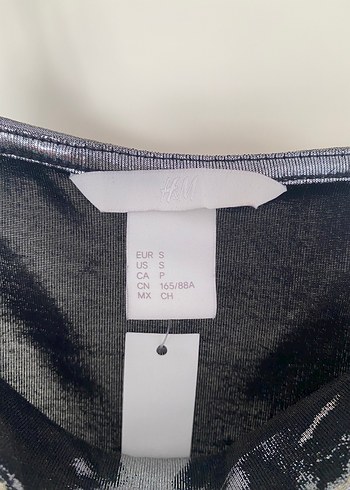 H&M
EUR S
US S
CA P
CN 165/88A
MX CH